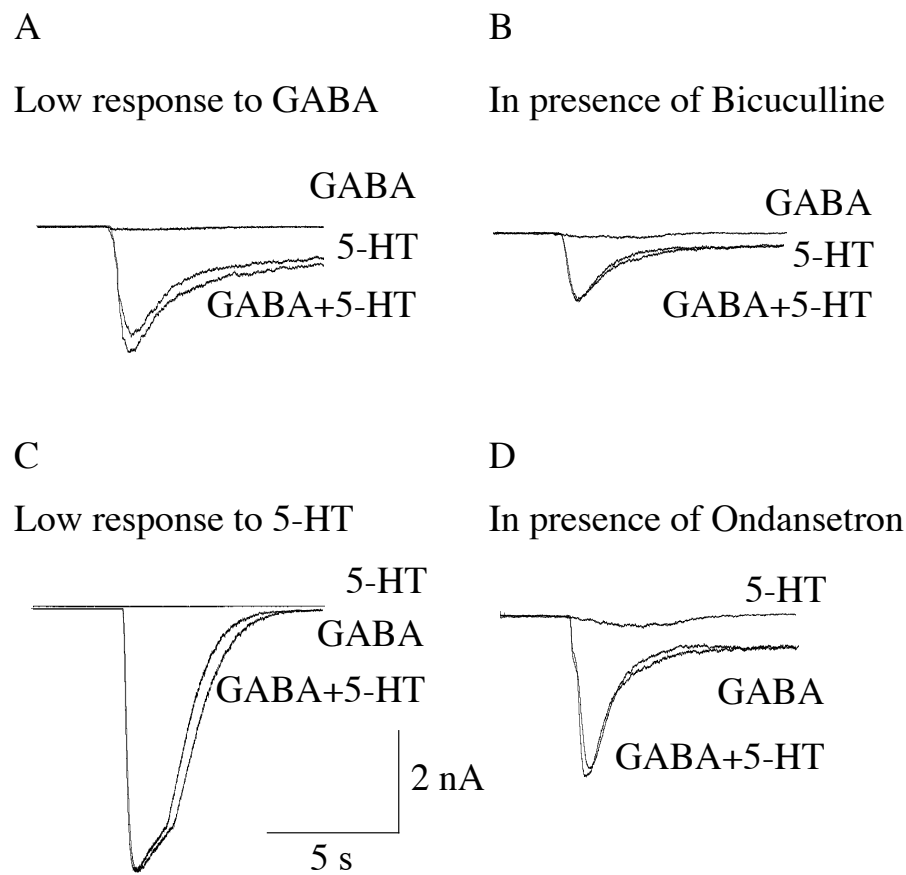 A
Low response to GABA
GABA
5-HT
GABA+5-HT
B
In presence of Bicuculline
GABA
5-HT
GABA+5-HT
C
Low response to 5-HT
5-HT
GABA
GABA+5-HT
2 nA
5 s
D
In presence of Ondansetron
5-HT
GABA
GABA+5-HT